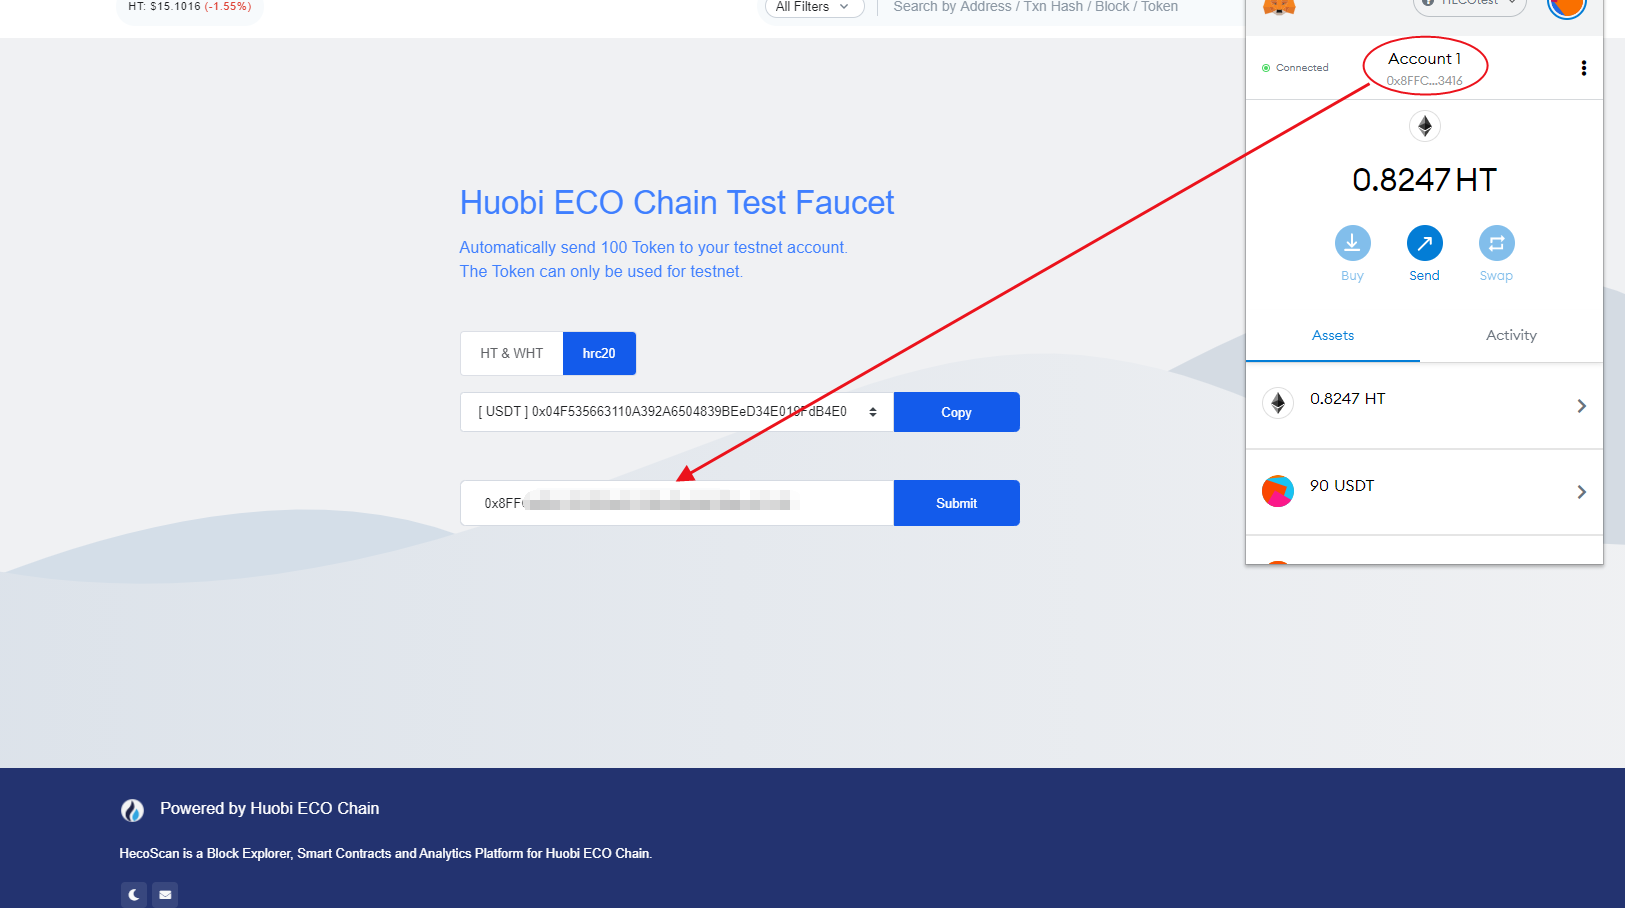 HT: $15.1016 (-1.55%)
All Filters
Search by Address / Txn Hash / Block / Token
HECOtest
Connected
Account 1
0x8FFC...3416
0.8247 HT
Buy
Send
Swap
Assets
Activity
0.8247 HT
90 USDT
Huobi ECO Chain Test Faucet
Automatically send 100 Token to your testnet account.
The Token can only be used for testnet.
HT & WHT
hrc20
[ USDT ] 0x04F535663110A392A6504839BEeD34E019FdB4E0
Copy
0x8FF
Submit
Powered by Huobi ECO Chain
HecoScan is a Block Explorer, Smart Contracts and Analytics Platform for Huobi ECO Chain.